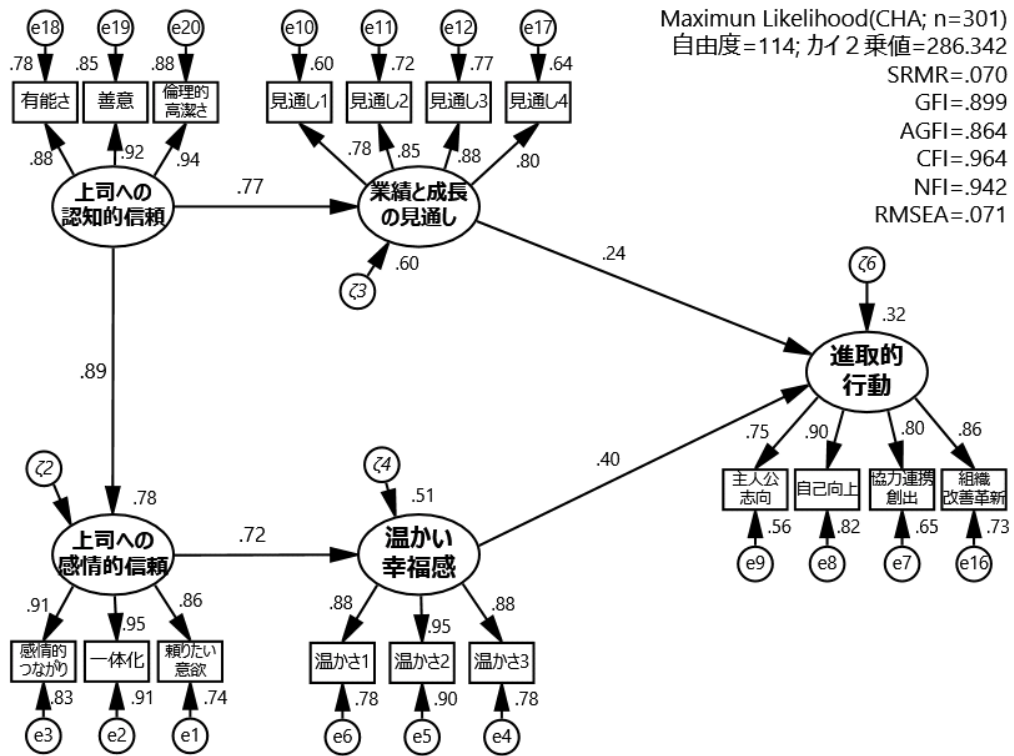 Maximun Likelihood(CHA; n=301)
自由度=114; カイ２乗値=286.342
SRMR=.070
GFI=.899
AGFI=.864
CFI=.964
NFI=.942
RMSEA=.071
e18
e19
e20
e10
e11
e12
e17
.78
.85
.88
.60
.72
.77
.64
有能さ
善意
倫理的
高潔さ
見通し1
見通し2
見通し3
見通し4
.88
.92
.94
.78
.85
.88
.80
上司への
認知的信頼
.77
業績と成長
の見通し
.60
ζ3
.24
ζ6
.32
進取的
行動
.89
.75
.90
.80
.86
主人公
志向
自己向上
協力連携
創出
組織
改善革新
.56
.82
.65
.73
e9
e8
e7
e16
.40
ζ2
.78
ζ4
.51
上司への
感情的信頼
.72
温かい
幸福感
.91
.95
.86
.88
.95
.88
感情的
つながり
一体化
頼りたい
意欲
温かさ1
温かさ2
温かさ3
.83
.91
.74
.78
.90
.78
e3
e2
e1
e6
e5
e4